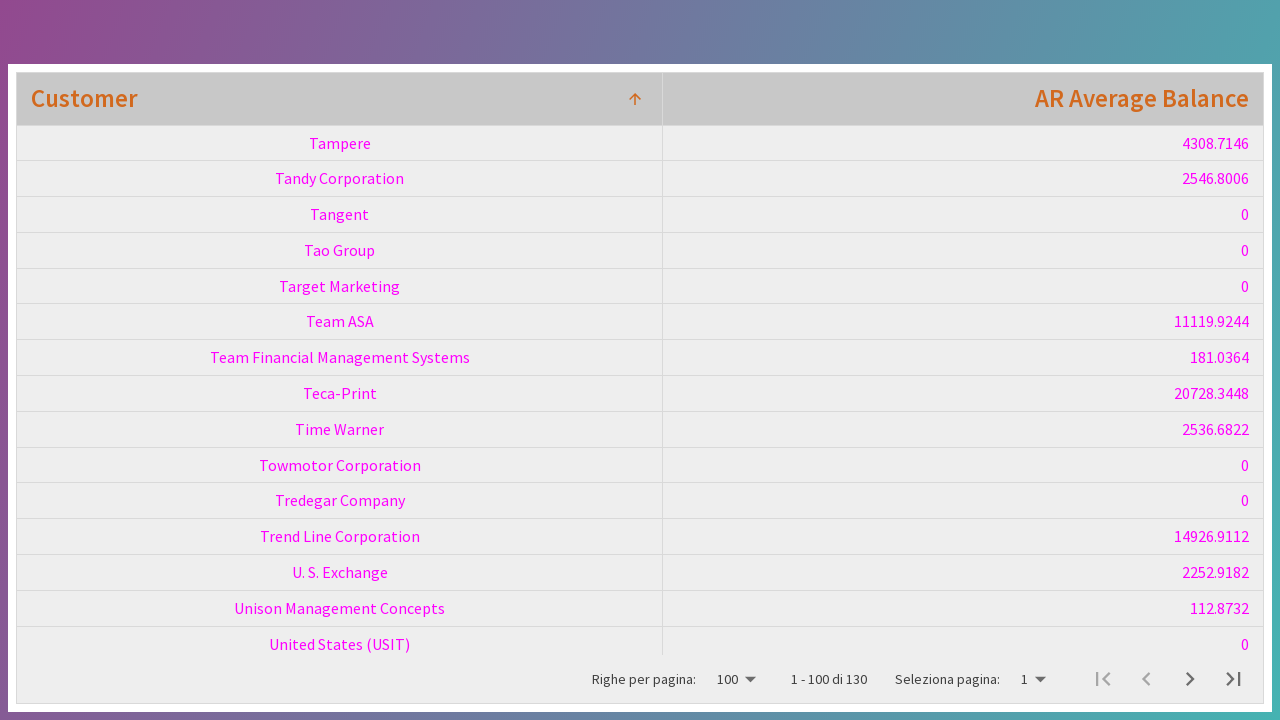 Customer AR Average Balance
Tampere 4308.7146
Tandy Corporation 2546.8006
Tangent 0
Tao Group 0
Target Marketing 0
Team ASA 11119.9244
Team Financial Management Systems 181.0364
Teca-Print 20728.3448
Time Warner 2536.6822
Towmotor Corporation 0
Tredegar Company 0
Trend Line Corporation 14926.9112
U. S. Exchange 2252.9182
Unison Management Concepts 112.8732
United States (USIT) 0
Righe per pagina: 100 1 - 100 di 130 Seleziona pagina: 1